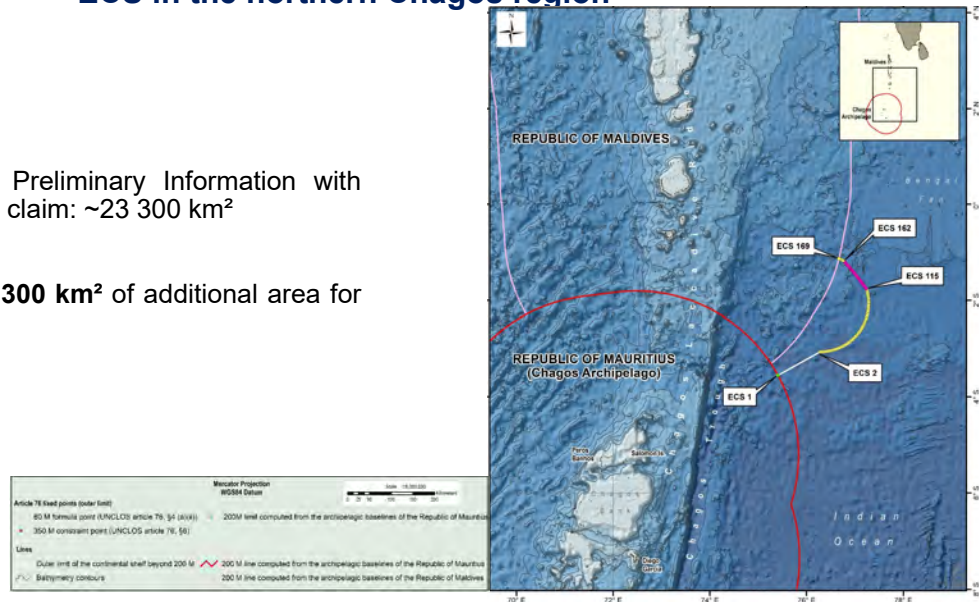 ECS in the northern Chagos region
Preliminary Information with
claim: ~23 300 km²
300 km² of additional area for
N
Maldives
Chagos
Archipelago
REPUBLIC OF MALDIVES
ECS 169
ECS 162
ECS 115
ECS 2
ECS 1
REPUBLIC OF MAURITIUS
(Chagos Archipelago)
Chagos Trough
Peros
Banhos
Salomon Is.
Diego
Garcia
Indian
Ocean
70° E
72° E
74° E
76° E
78° E
Mercator Projection
WGS84 Datum
Article 76 fixed points (outer limit)
60 M formula point (UNCLOS article 76, §4 (a)(ii))
200M limit computed from the archipelagic baselines of the Republic of Mauritius
350 M constraint point (UNCLOS article 76, §6)
Lines
Outer limit of the continental shelf beyond 200 M
200 M line computed from the archipelagic baselines of the Republic of Mauritius
Bathymetry contours
200 M line computed from the archipelagic baselines of the Republic of Maldives